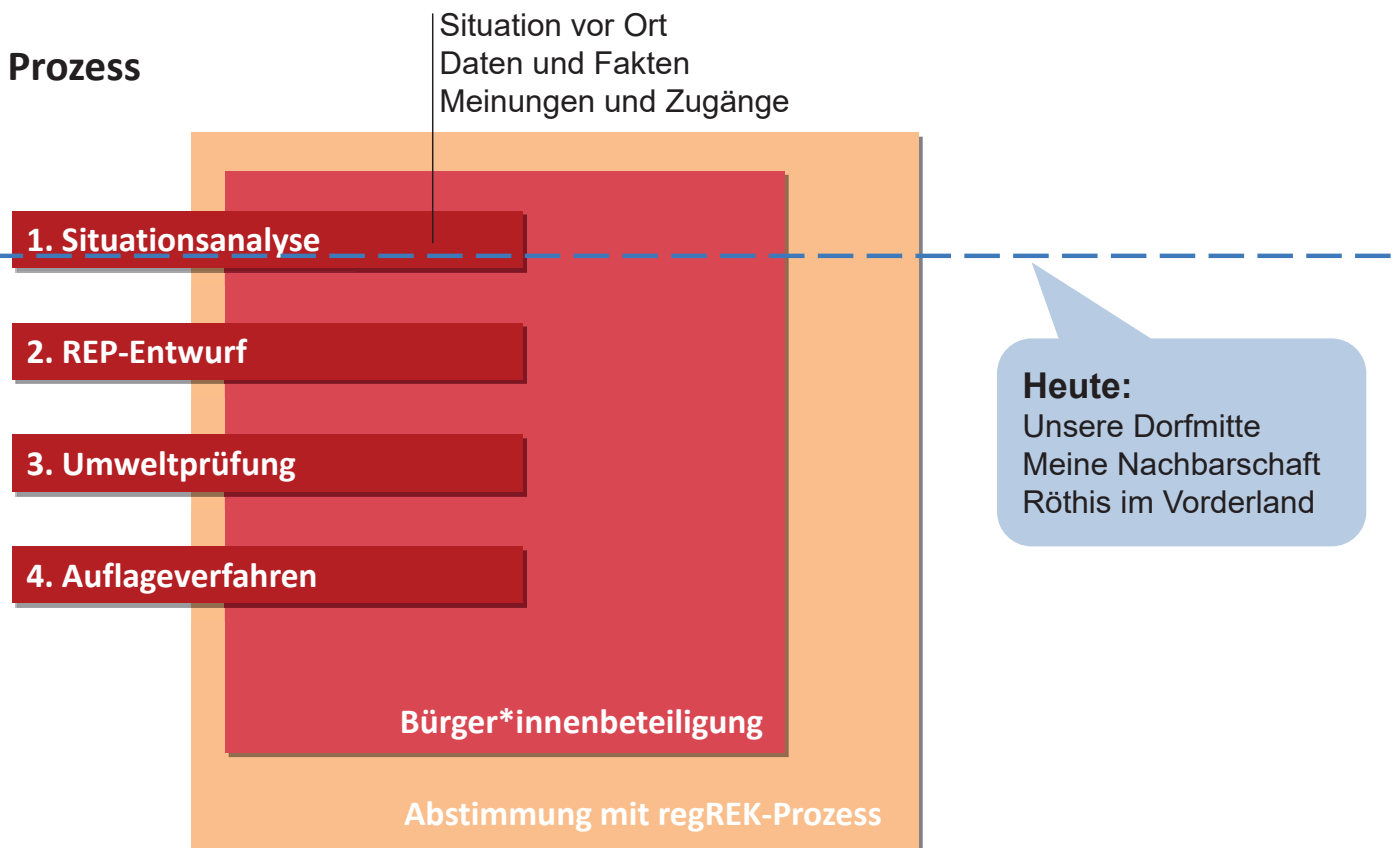 Situation vor Ort
Daten und Fakten
Meinungen und Zugänge
Prozess
1. Situationsanalyse
2. REP-Entwurf
3. Umweltprüfung
4. Auflageverfahren
Heute:
Unsere Dorfmitte
Meine Nachbarschaft
Röthis im Vorderland
Bürger*innenbeteiligung
Abstimmung mit regREK-Prozess